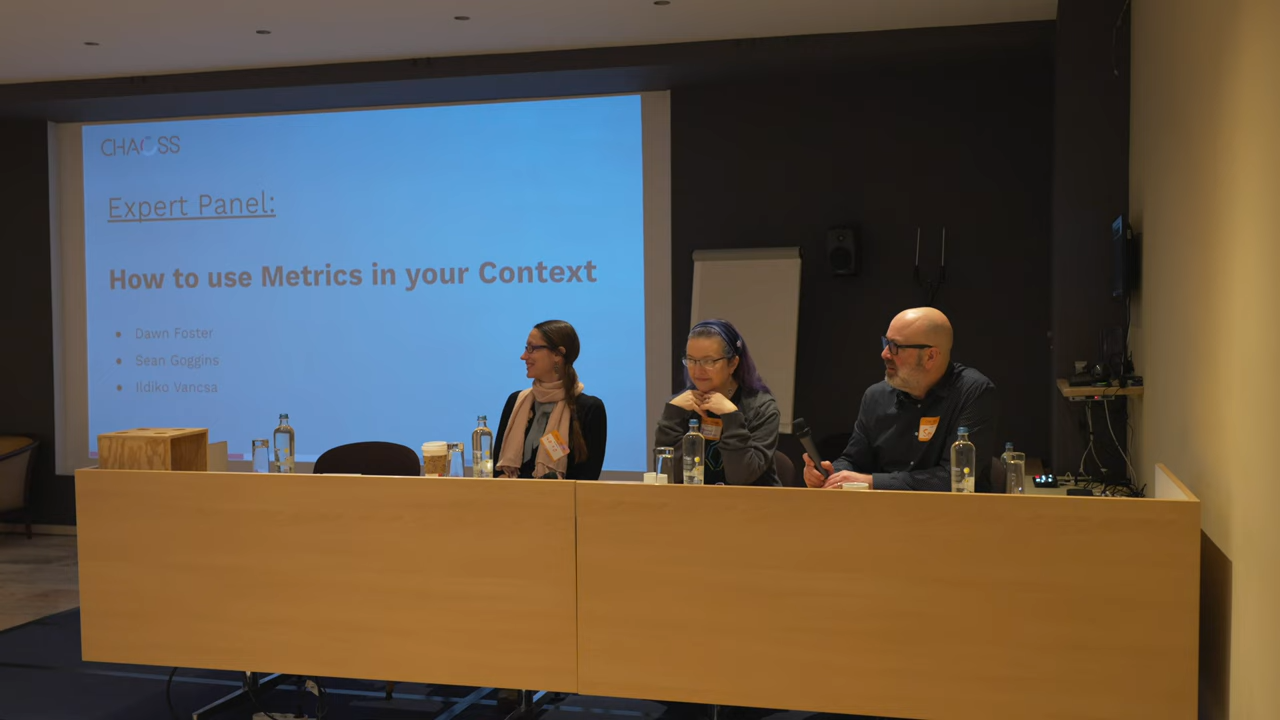 CHAOSS
Expert Panel:
How to use Metrics in your Context
• Dawn Foster
• Sean Goggins
• Ildiko Vancsa